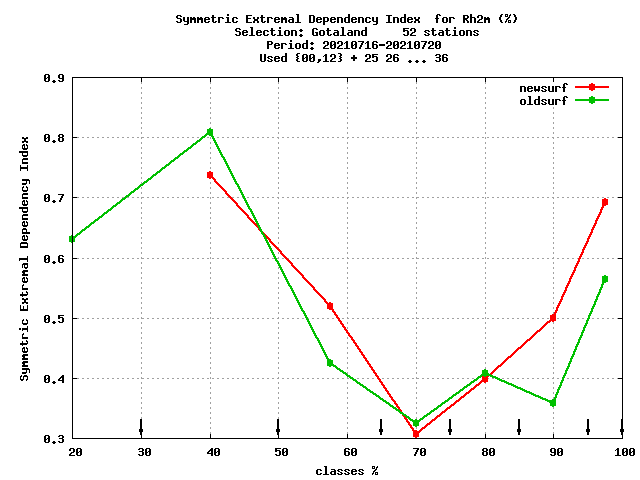 Symmetric Extremal Dependency Index  for Rh2m (%)
Selection: Gotaland     52 stations
Period: 20210716-20210720
Used {00,12} + 25 26 ... 36
newsurf
oldsurf
Symmetric Extremal Dependency Index
0.9
0.8
0.7
0.6
0.5
0.4
0.3
20 30 40 50 60 70 80 90 100
classes %